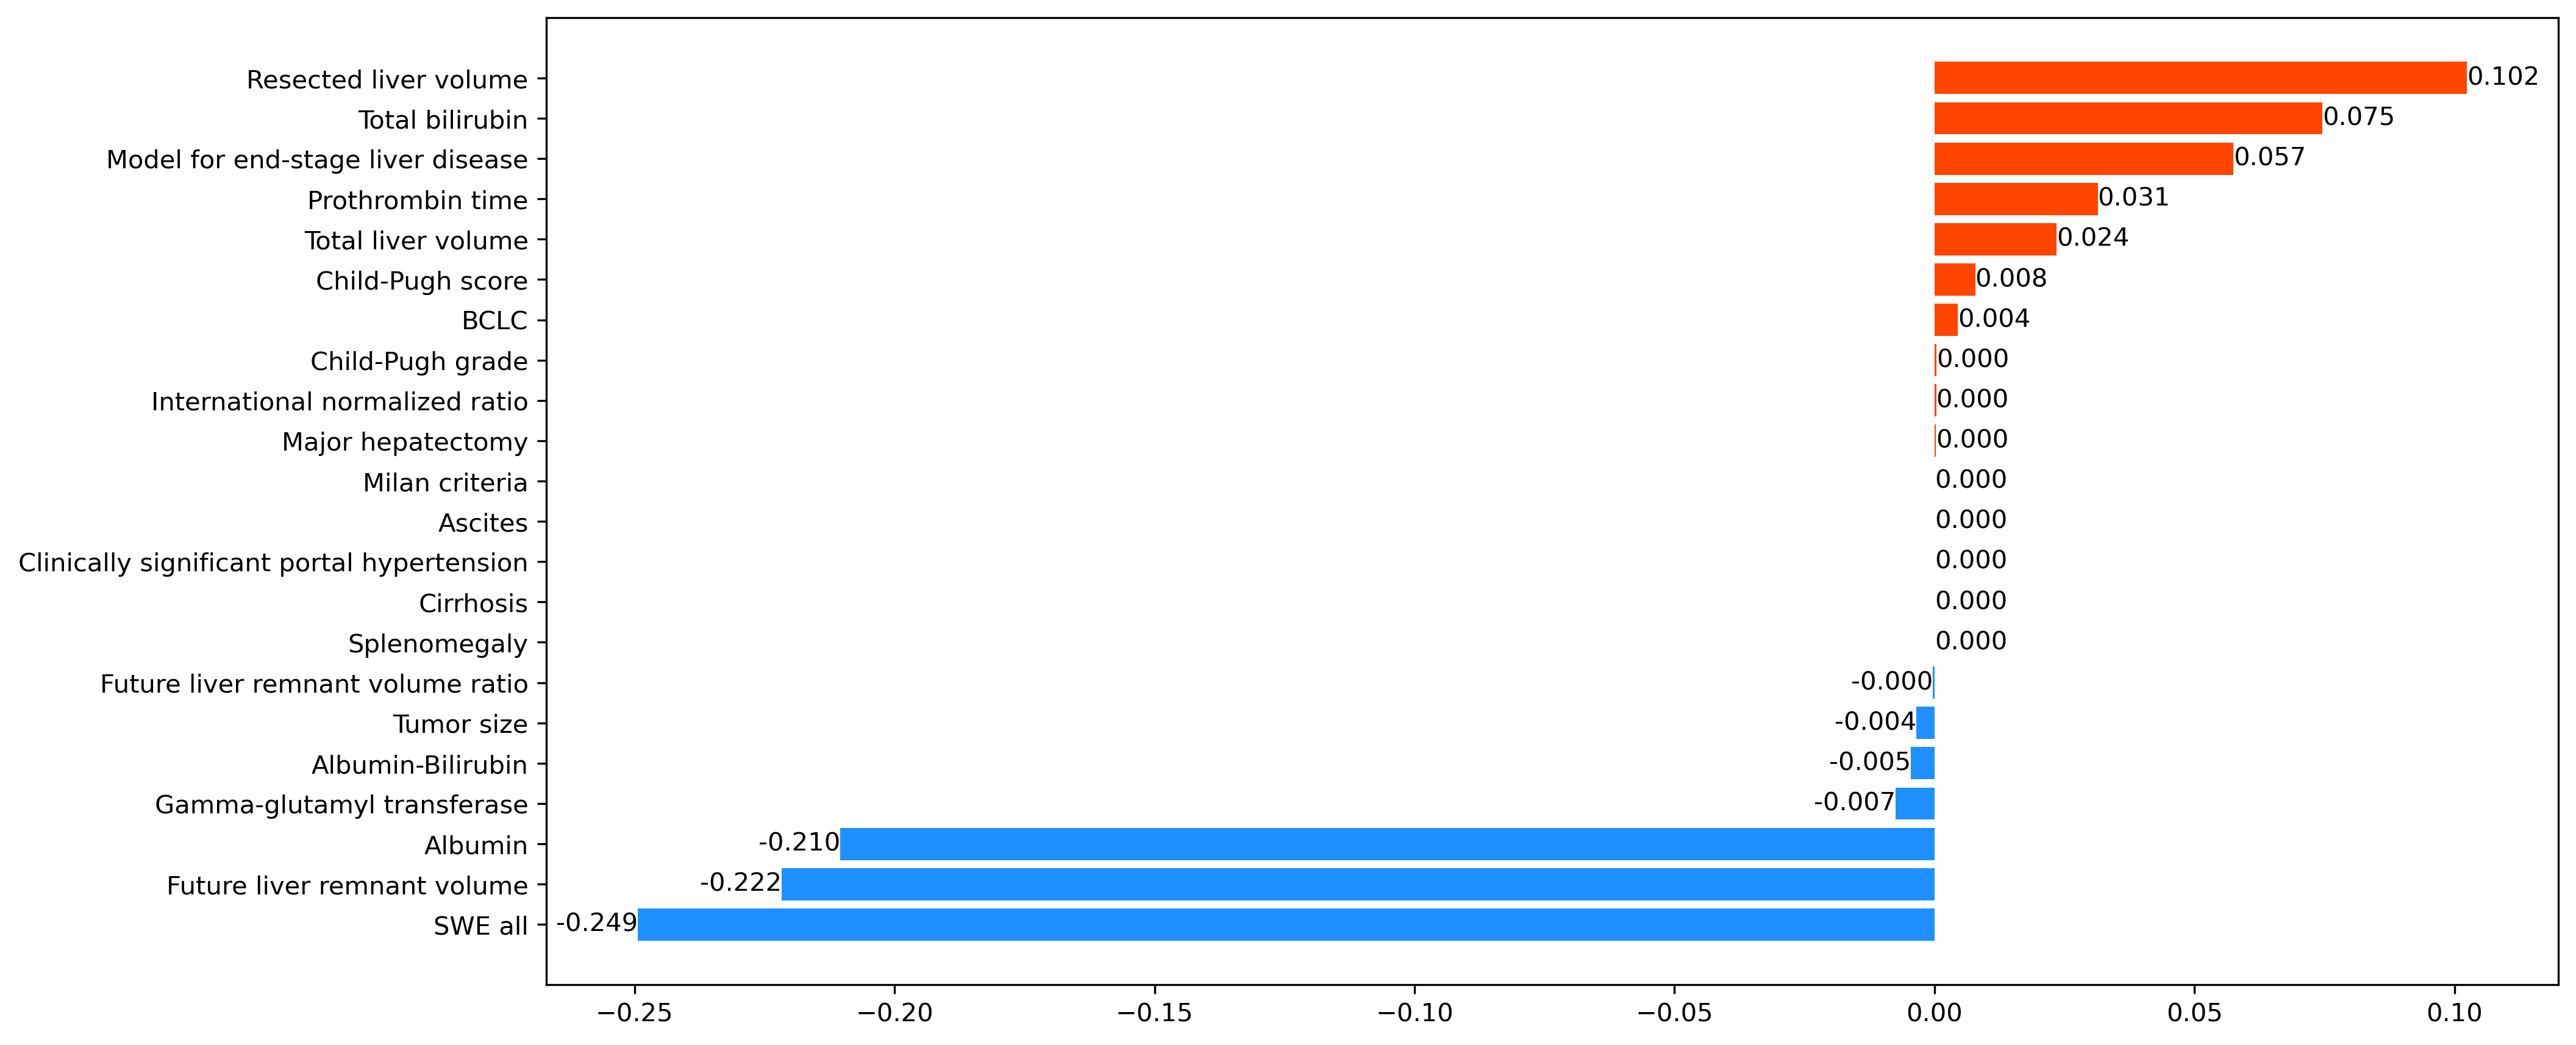 Resected liver volume 0.102
Total bilirubin 0.075
Model for end-stage liver disease 0.057
Prothrombin time 0.031
Total liver volume 0.024
Child-Pugh score 0.008
BCLC 0.004
Child-Pugh grade 0.000
International normalized ratio 0.000
Major hepatectomy 0.000
Milan criteria 0.000
Ascites 0.000
Clinically significant portal hypertension 0.000
Cirrhosis 0.000
Splenomegaly 0.000
Future liver remnant volume ratio -0.000
Tumor size -0.004
Albumin-Bilirubin -0.005
Gamma-glutamyl transferase -0.007
Albumin -0.210
Future liver remnant volume -0.222
SWE all -0.249
−0.25 −0.20 −0.15 −0.10 −0.05 0.00 0.05 0.10